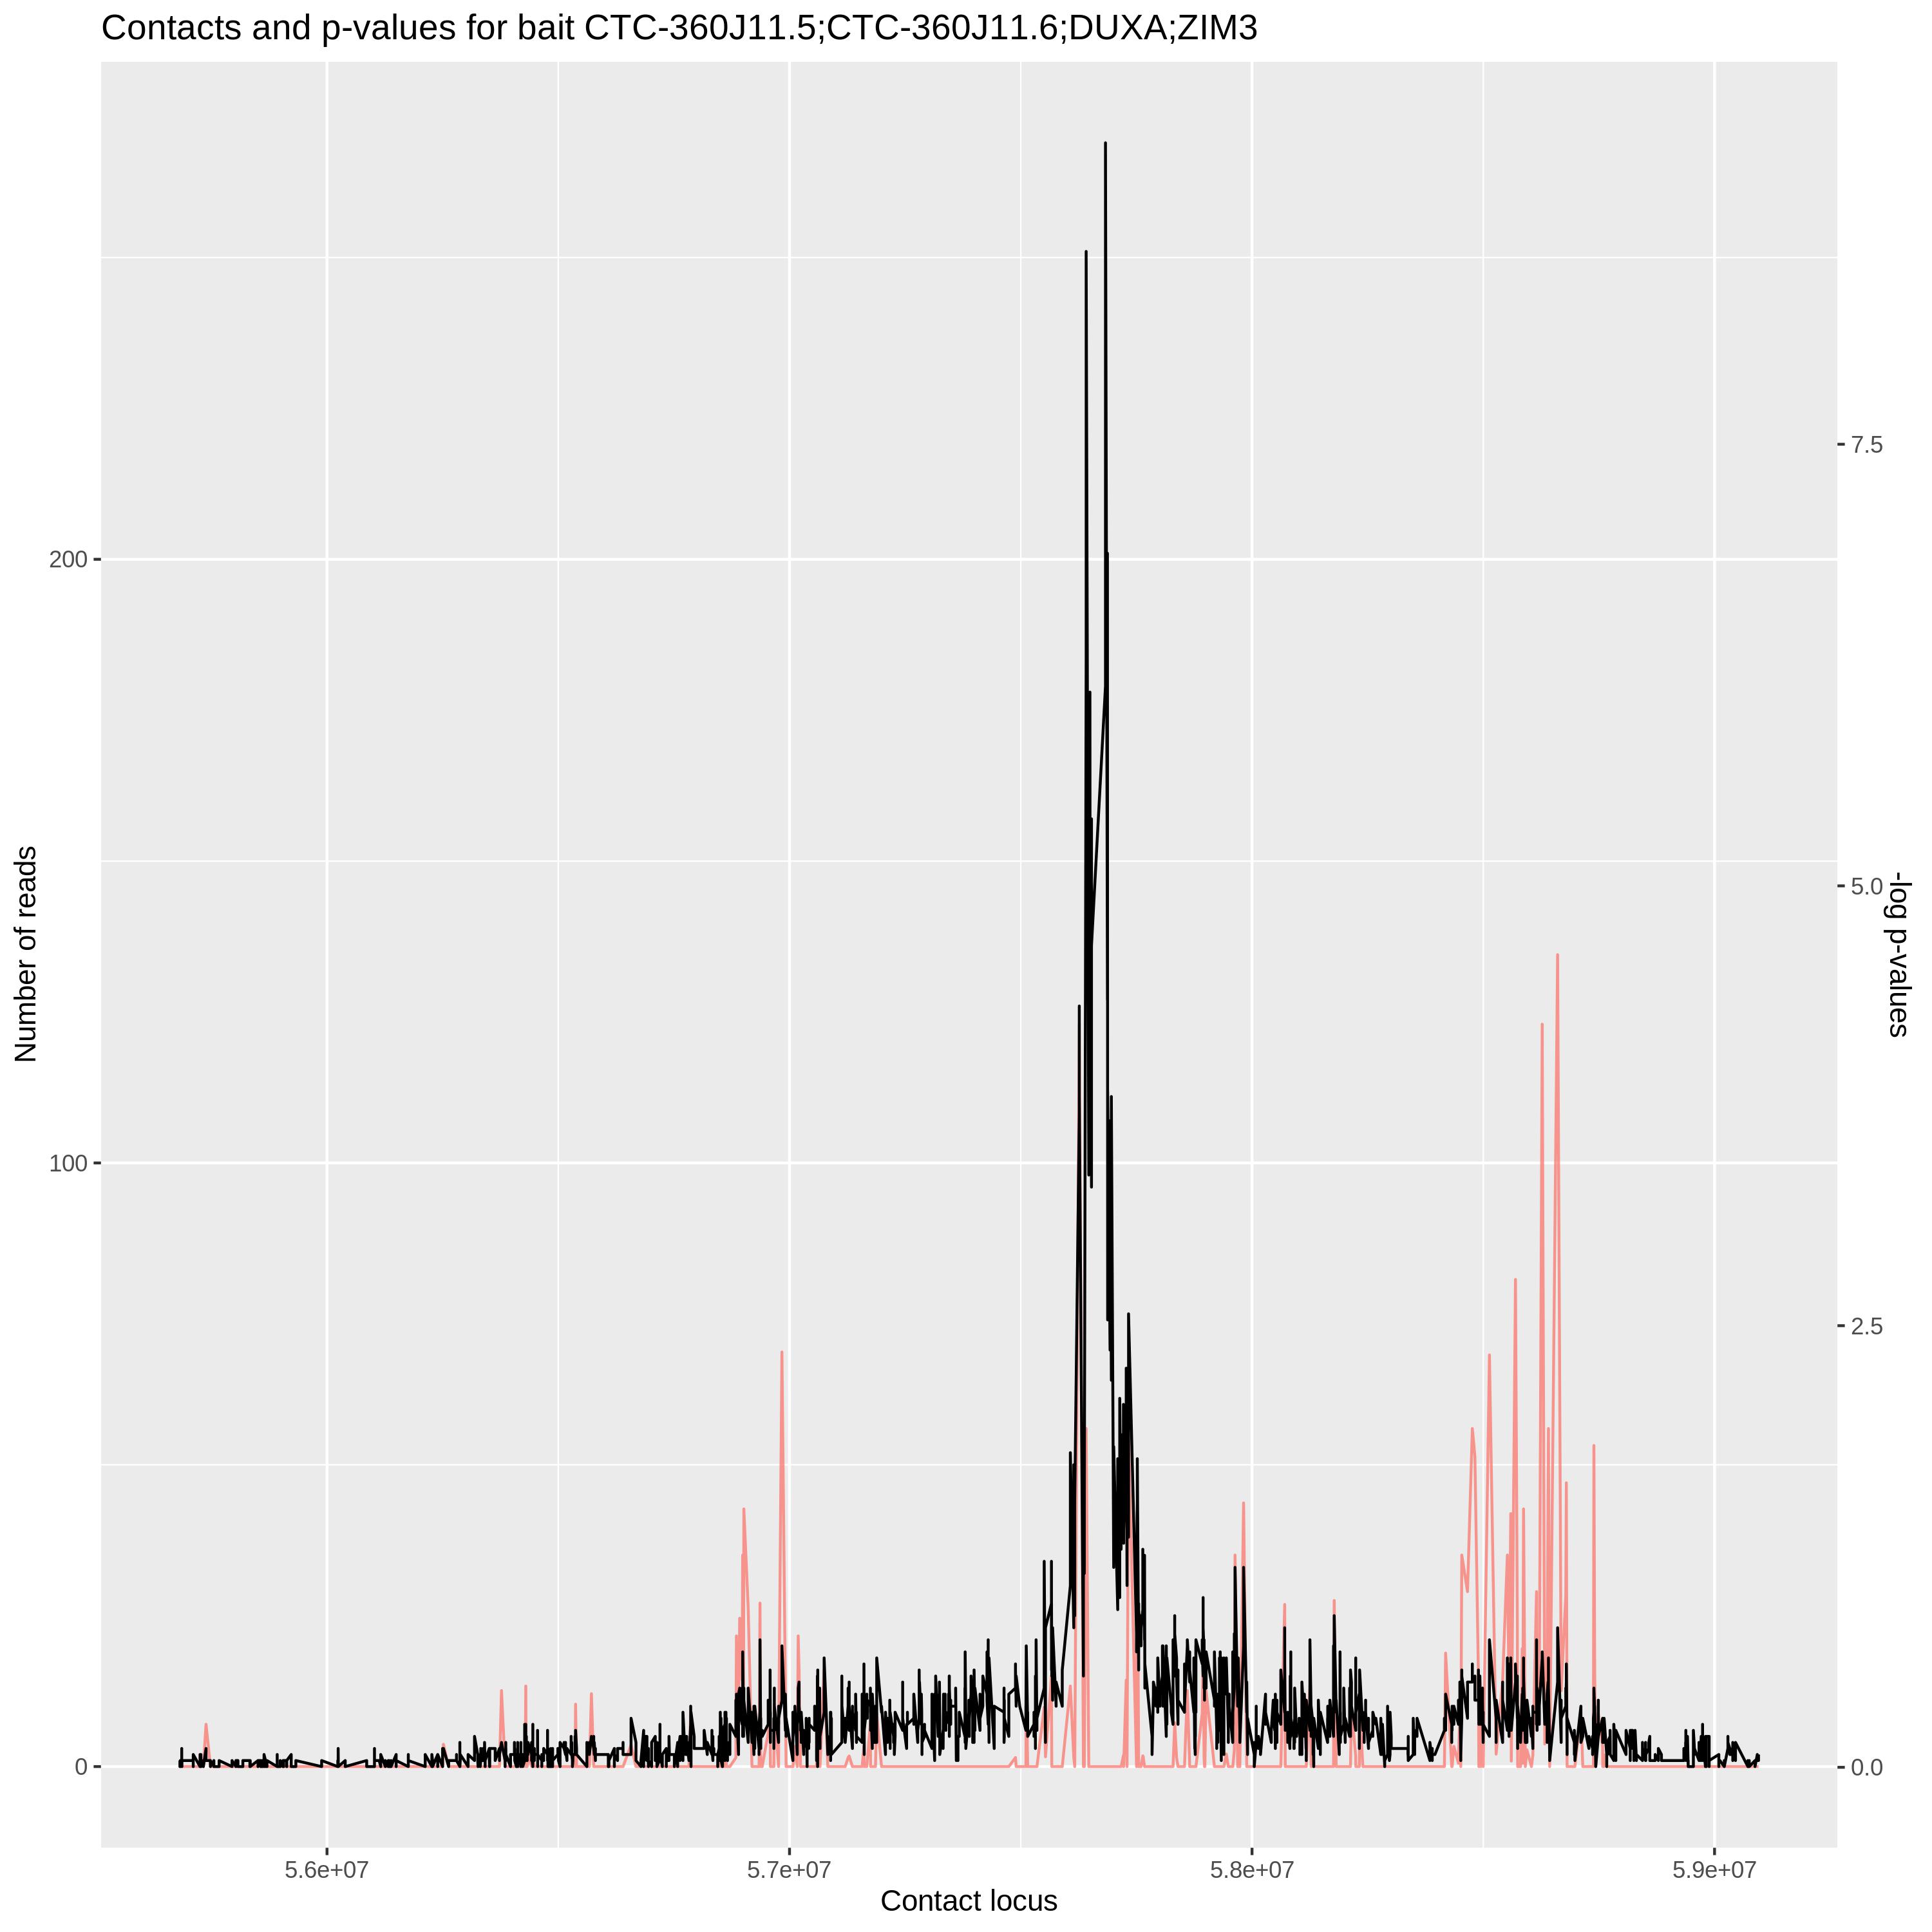 Contacts and p-values for bait CTC-360J11.5;CTC-360J11.6;DUXA;ZIM3
Number of reads
200
100
0
7.5
5.0
2.5
0.0
-log p-values
5.6e+07 5.7e+07 5.8e+07 5.9e+07
Contact locus